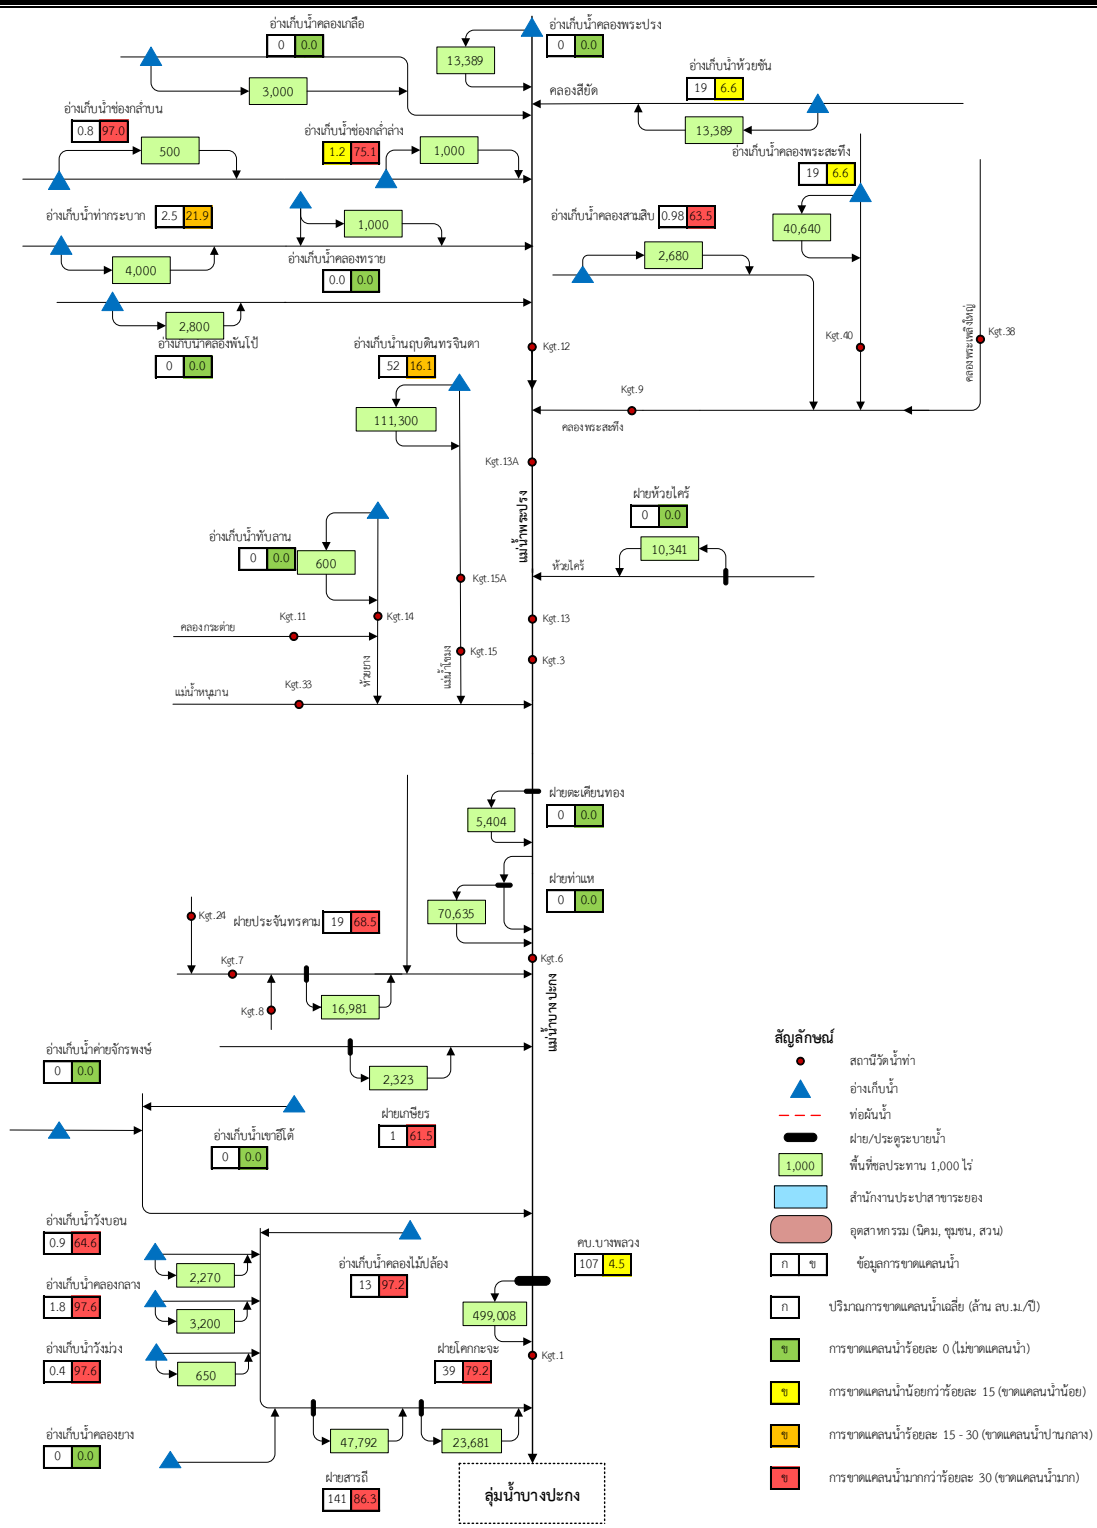 อ่างเก็บน้ำคลองเกลือ
0 0.0
3,000
อ่างเก็บน้ำคลองพระปรง
0 0.0
13,389
คลองสียัด
อ่างเก็บน้ำห้วยชัน
19 6.6
13,389
อ่างเก็บน้ำช่องกล่ำบน
0.8 97.0
500
อ่างเก็บน้ำช่องกล่ำล่าง
1.2 75.1
1,000
อ่างเก็บน้ำคลองพระสะทึง
19 6.6
40,640
อ่างเก็บน้ำท่ากระบาก 2.5 21.9
4,000
1,000
อ่างเก็บน้ำคลองทราย
0.0 0.0
อ่างเก็บน้ำคลองสามสิบ 0.98 63.5
2,680
2,800
อ่างเก็บน้ำคลองพันโป้
0 0.0
อ่างเก็บน้ำนฤบดินทรจินดา
52 16.1
111,300
Kgt.12
Kgt.40
Kgt.38
คลองพระเพลิงใหญ่
Kgt.9
คลองพระสะทึง
Kgt.13A
แม่น้ำพระปรง
ฝายห้วยไคร้
0 0.0
10,341
ห้วยไคร้
อ่างเก็บน้ำทับลาน
0 0.0
600
Kgt.15A
Kgt.11
Kgt.14
Kgt.13
คลองกระต่าย
Kgt.15
Kgt.3
ห้วยยาง
แม่น้ำใสมง
Kgt.33
แม่น้ำหนุมาน
ฝายตะเคียนทอง
0 0.0
5,404
ฝายท่าแห
0 0.0
70,635
Kgt.24
ฝายประจันทรคาม 19 68.5
Kgt.7
Kgt.6
Kgt.8
16,981
แม่น้ำบางปะกง
อ่างเก็บน้ำค่ายจักรพงษ์
0 0.0
2,323
ฝายเกษียร
1 61.5
อ่างเก็บน้ำเขาอีโต้
0 0.0
อ่างเก็บน้ำวังบอน
0.9 64.6
2,270
อ่างเก็บน้ำคลองไม้ปล้อง
13 97.2
คบ.บางพลวง
107 4.5
499,008
อ่างเก็บน้ำคลองกลาง
1.8 97.6
3,200
อ่างเก็บน้ำวังม่วง
0.4 97.6
650
ฝายโคกกะจะ
39 79.2
Kgt.1
อ่างเก็บน้ำคลองยาง
0 0.0
47,792
23,681
ฝายสารถี
141 86.3
ลุ่มน้ำบางปะกง
สัญลักษณ์
สถานีวัดน้ำท่า
อ่างเก็บน้ำ
ท่อผันน้ำ
ฝาย/ประตูระบายน้ำ
1,000 พื้นที่ชลประทาน 1,000 ไร่
สำนักงานประปาสาขาระยอง
อุตสาหกรรม (นิคม, ชุมชน, สวน)
ก ข ข้อมูลการขาดแคลนน้ำ
ก ปริมาณการขาดแคลนน้ำเฉลี่ย (ล้าน ลบ.ม./ปี)
ข การขาดแคลนน้ำร้อยละ 0 (ไม่ขาดแคลนน้ำ)
ข การขาดแคลนน้ำน้อยกว่าร้อยละ 15 (ขาดแคลนน้ำน้อย)
ข การขาดแคลนน้ำร้อยละ 15 - 30 (ขาดแคลนน้ำปานกลาง)
ข การขาดแคลนน้ำมากกว่าร้อยละ 30 (ขาดแคลนน้ำมาก)